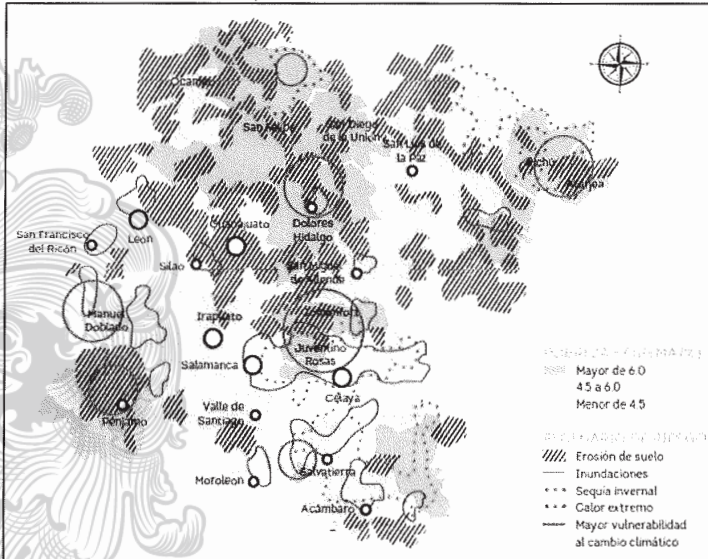 Ocampo
San Felipe
San Diego
de la Unión
San Luis de
la Paz
Xichú
Atarjea
León
Guanajuato
Dolores
Hidalgo
San Francisco
del Ricón
Silao
San Miguel
de Allende
Manuel
Doblado
Irapuato
Comonfort
Juventino
Rosas
Salamanca
Celaya
Pénjamo
Valle de
Santiago
Salvatierra
Moroleon
Acámbaro
Mayor de 6.0
4.5 a 6.0
Menor de 4.5
Erosión de suelo
Inundaciones
Sequia invernal
Calor extremo
Mayor vulnerabilidad
al cambio climático